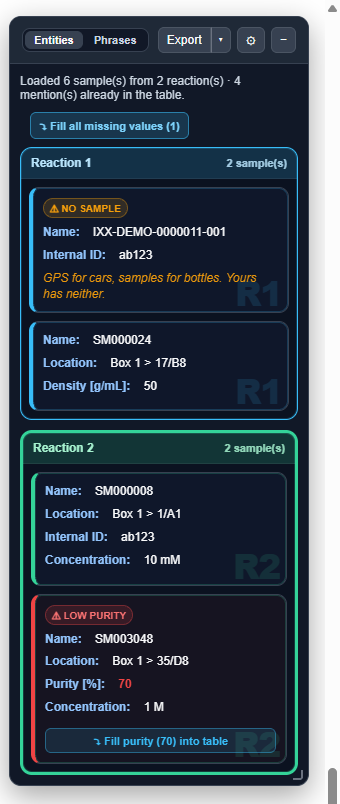 Entities Phrases Export ▾ ⚙ −
Loaded 6 sample(s) from 2 reaction(s) · 4
mention(s) already in the table.
⤵ Fill all missing values (1)
Reaction 1 2 sample(s)
⚠ NO SAMPLE
Name: IXX-DEMO-0000011-001
Internal ID: ab123
GPS for cars, samples for bottles. Yours
has neither.
R1
Name: SM000024
Location: Box 1 > 17/B8
Density [g/mL]: 50
R1
Reaction 2 2 sample(s)
Name: SM000008
Location: Box 1 > 1/A1
Internal ID: ab123
Concentration: 10 mM
R2
⚠ LOW PURITY
Name: SM003048
Location: Box 1 > 35/D8
Purity [%]: 70
Concentration: 1 M
⤵ Fill purity (70) into table
R2